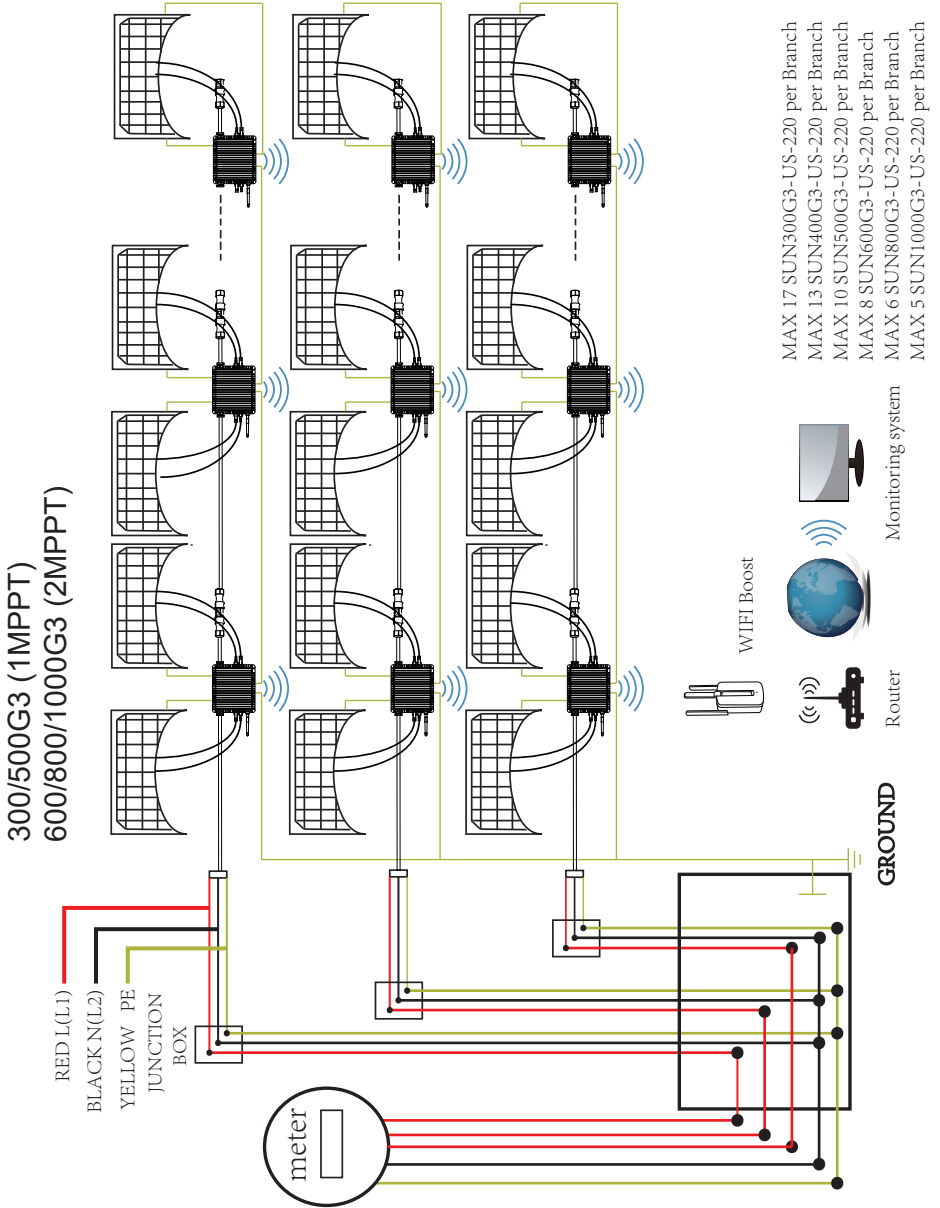 300/500G3 (1MPPT)
600/800/1000G3 (2MPPT)
RED L(L1)
BLACK N(L2)
YELLOW PE
JUNCTION
BOX
meter
GROUND
WIFI Boost
Router
Monitoring system
MAX 17 SUN300G3-US-220 per Branch
MAX 13 SUN400G3-US-220 per Branch
MAX 10 SUN500G3-US-220 per Branch
MAX 8 SUN600G3-US-220 per Branch
MAX 6 SUN800G3-US-220 per Branch
MAX 5 SUN1000G3-US-220 per Branch